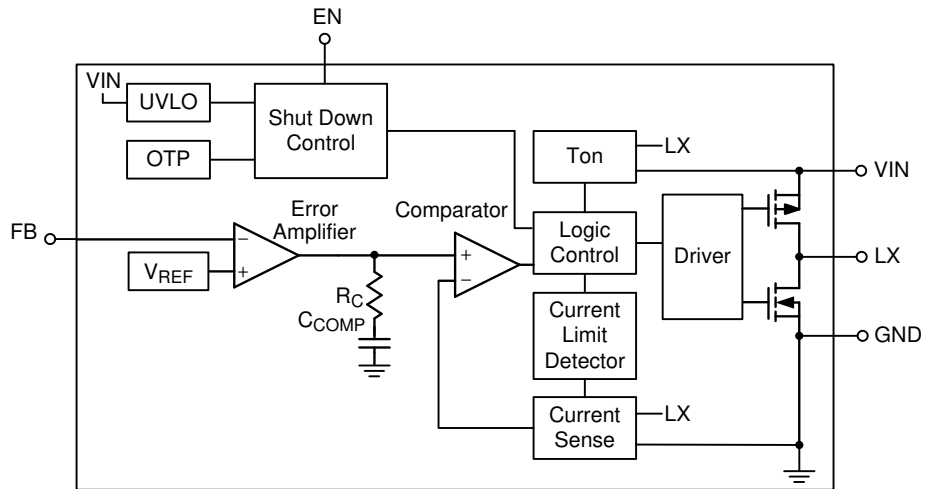 EN
VIN
UVLO
Shut Down
Control
OTP
Ton
LX
VIN
FB
Error
Amplifier
Comparator
Logic
Control
Driver
LX
VREF
−
+
+
−
RC
CCOMP
Current
Limit
Detector
GND
Current
Sense
LX